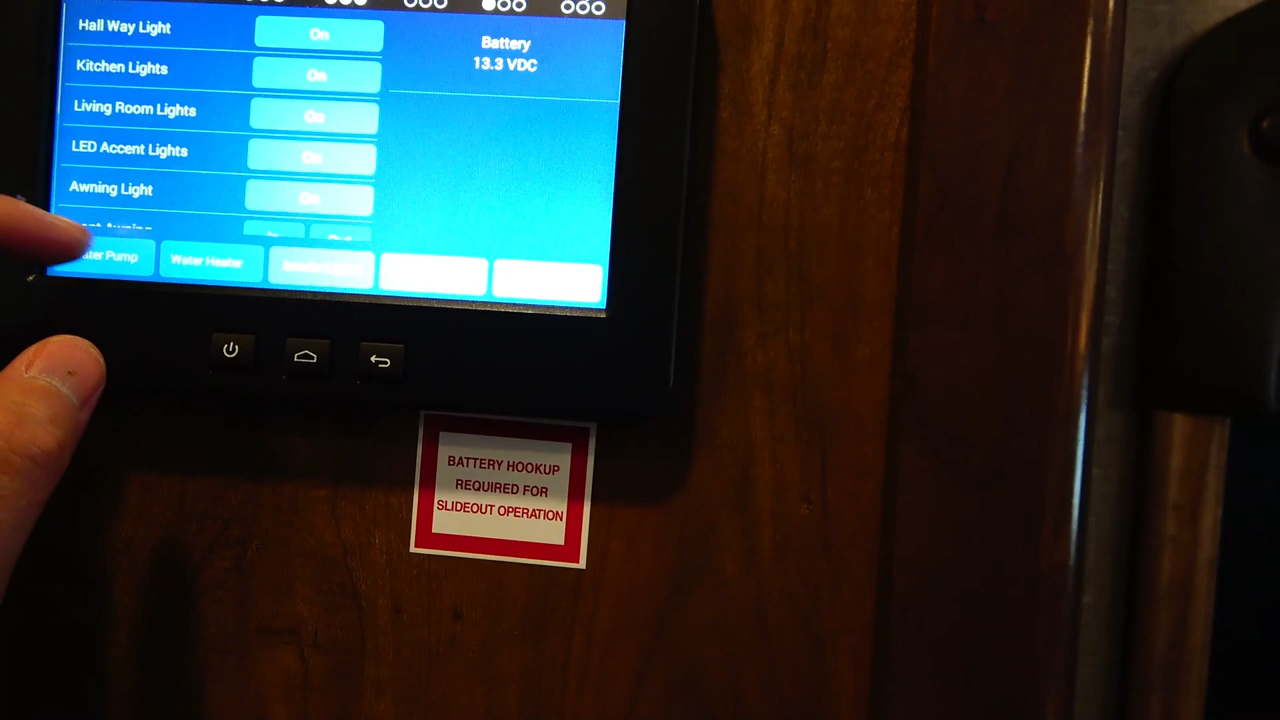 Hall Way Light On
Kitchen Lights On
Living Room Lights On
LED Accent Lights On
Awning Light On
Battery
13.3 VDC
Pump Water Heater
BATTERY HOOKUP
REQUIRED FOR
SLIDEOUT OPERATION